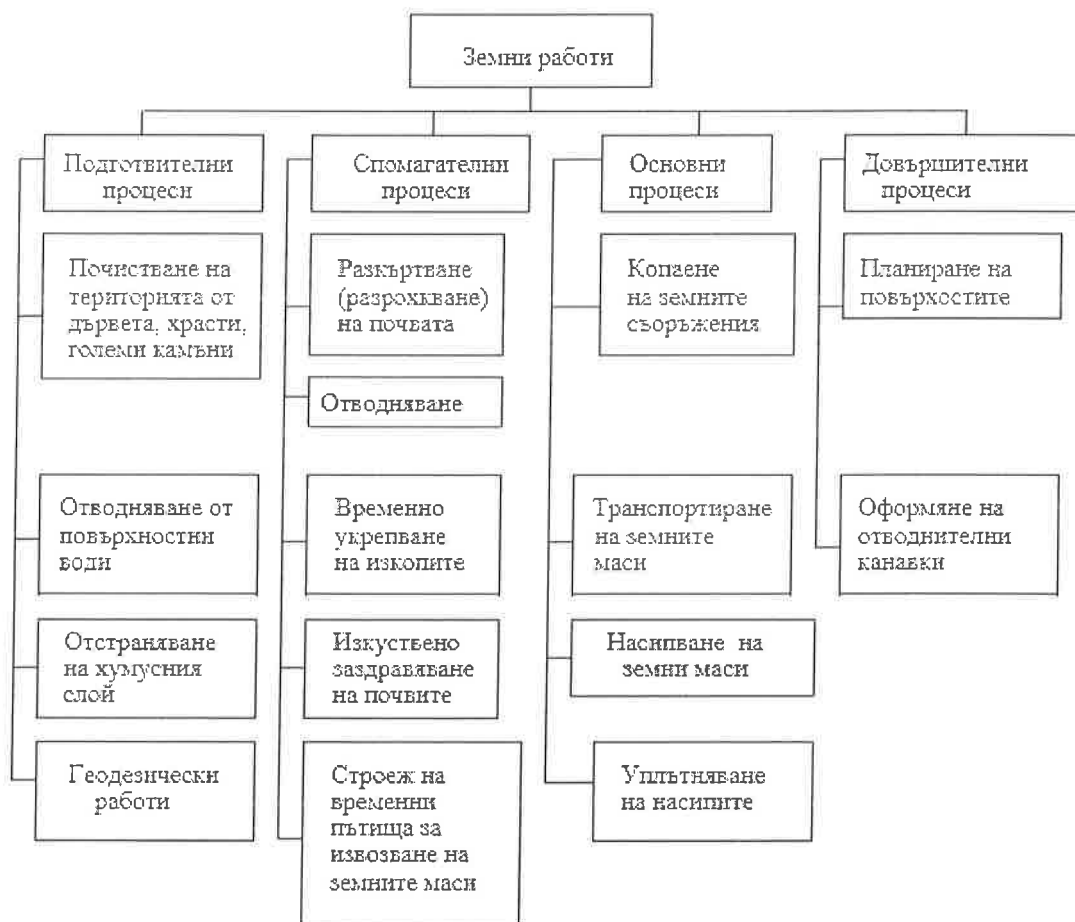 Земни работи
Подготвителни
процеси
Почистване на
територията от
дървета, храсти,
големи камъни
Отводняване от
повърхностни
води
Отстраняване
на хумусния
слой
Геодезически
работи
Спомагателни
процеси
Разкъртване
(разрохкване)
на почвата
Отводняване
Временно
укрепване
на изкопите
Изкуствено
заздравяване
на почвите
Строеж на
временни
пътища за
извозване на
земните маси
Основни
процеси
Копаене
на земните
съоръжения
Транспортиране
на земните
маси
Насипване на
земни маси
Уплътняване
на насипите
Довършителни
процеси
Планиране на
повърхостите
Оформяне на
отводнителни
канавки